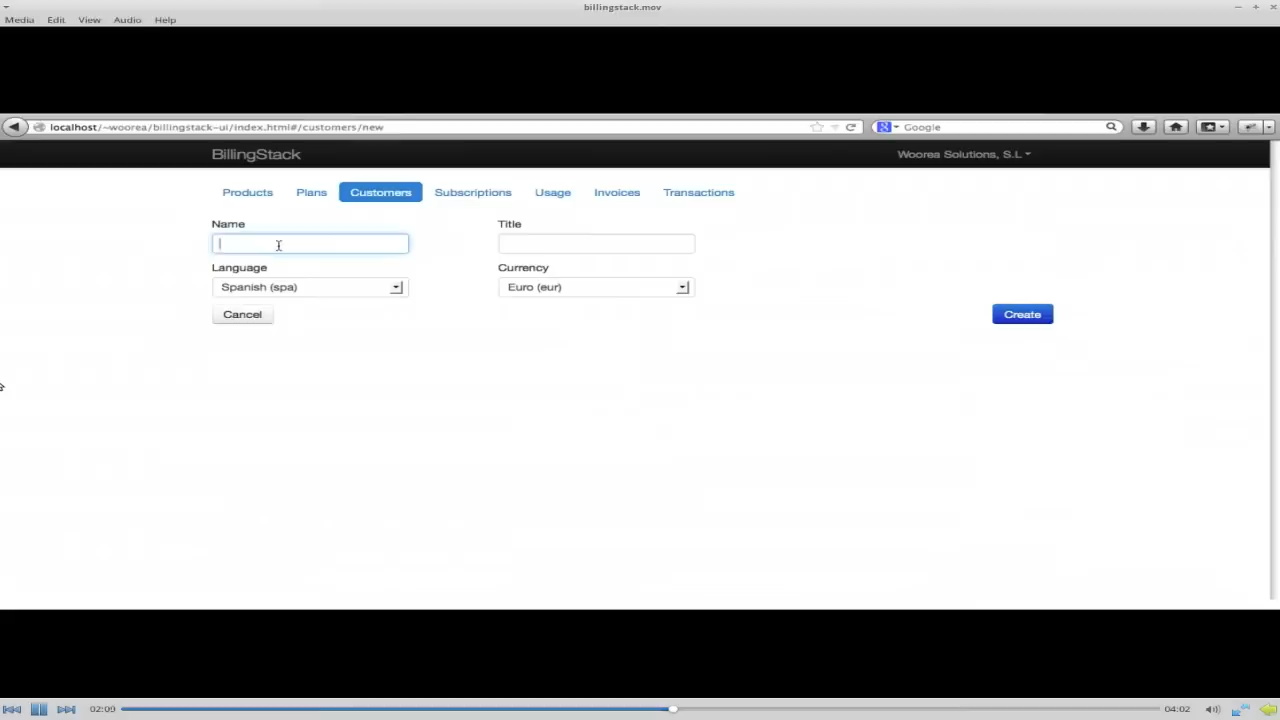 billingstack.mov
Media Edit View Audio Help
localhost/~woorea/billingstack-ui/index.html#/customers/new
Google
BillingStack
Woorea Solutions, S.L
Products Plans Customers Subscriptions Usage Invoices Transactions
Name Title
Language Currency
Spanish (spa) Euro (eur)
Cancel Create
02:09 04:02